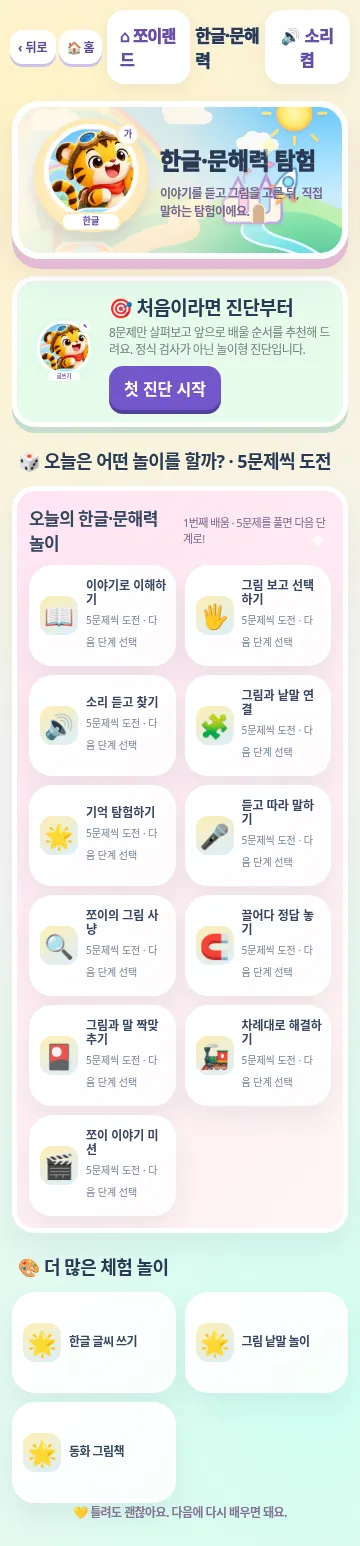 ‹ 뒤로
🏠 홈
⌂ 쪼이랜
드
한글·문해
력
🔊 소리
켬
가
한글
한글·문해력 탐험
이야기를 듣고 그림을 고른 뒤, 직접
말하는 탐험이에요.
글쓰기
🎯 처음이라면 진단부터
8문제만 살펴보고 앞으로 배울 순서를 추천해 드
려요. 정식 검사가 아닌 놀이형 진단입니다.
첫 진단 시작
🎲 오늘은 어떤 놀이를 할까? · 5문제씩 도전
오늘의 한글·문해력
놀이
1번째 배움 · 5문제를 풀면 다음 단
계로!
이야기로 이해하
기
5문제씩 도전 · 다
음 단계 선택
그림 보고 선택
하기
5문제씩 도전 · 다
음 단계 선택
소리 듣고 찾기
5문제씩 도전 · 다
음 단계 선택
그림과 낱말 연
결
5문제씩 도전 · 다
음 단계 선택
기억 탐험하기
5문제씩 도전 · 다
음 단계 선택
듣고 따라 말하
기
5문제씩 도전 · 다
음 단계 선택
쪼이의 그림 사
냥
5문제씩 도전 · 다
음 단계 선택
끌어다 정답 놓
기
5문제씩 도전 · 다
음 단계 선택
그림과 말 짝맞
추기
5문제씩 도전 · 다
음 단계 선택
차례대로 해결하
기
5문제씩 도전 · 다
음 단계 선택
쪼이 이야기 미
션
5문제씩 도전 · 다
음 단계 선택
🎨 더 많은 체험 놀이
한글 글씨 쓰기
그림 낱말 놀이
동화 그림책
💛 틀려도 괜찮아요. 다음에 다시 배우면 돼요.